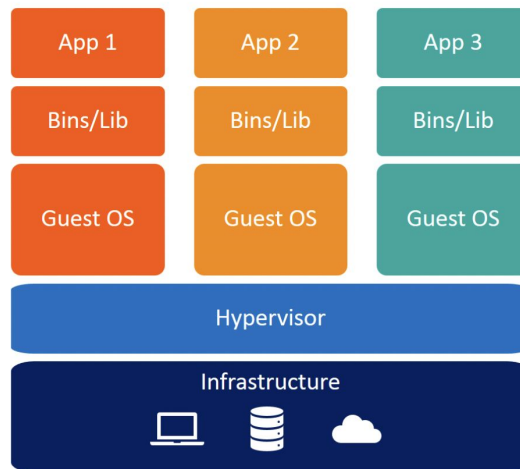 App 1
App 2
App 3
Bins/Lib
Bins/Lib
Bins/Lib
Guest OS
Guest OS
Guest OS
Hypervisor
Infrastructure